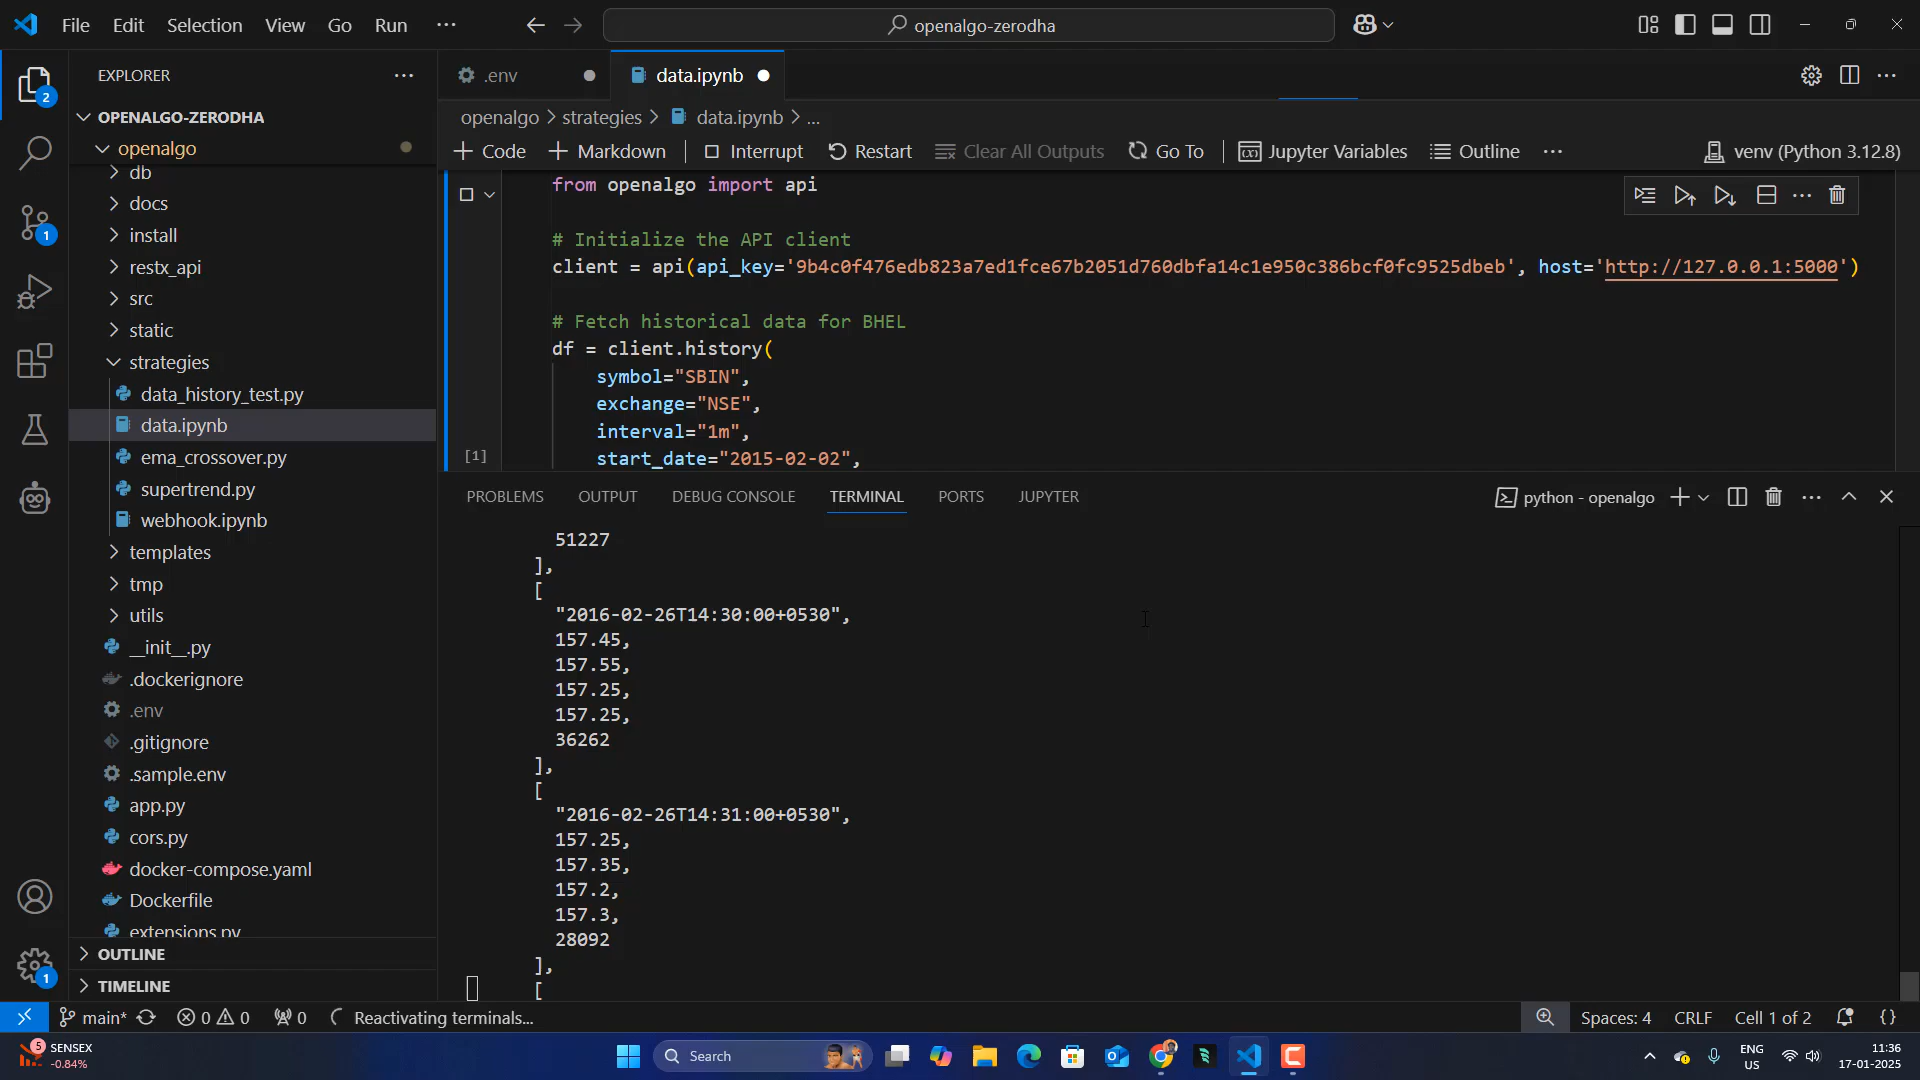 File Edit Selection View Go Run ···
openalgo-zerodha
EXPLORER
2
OPENALGO-ZERODHA
openalgo
db
docs
install
restx_api
src
static
strategies
data_history_test.py
data.ipynb
ema_crossover.py
supertrend.py
webhook.ipynb
templates
tmp
utils
__init__.py
.dockerignore
.env
.gitignore
.sample.env
app.py
cors.py
docker-compose.yaml
Dockerfile
extensions.py
OUTLINE
TIMELINE
1
1
.env
data.ipynb
openalgo > strategies > data.ipynb > ...
+ Code + Markdown Interrupt Restart Clear All Outputs Go To Jupyter Variables Outline ··· venv (Python 3.12.8)
from openalgo import api
# Initialize the API client
client = api(api_key='9b4c0f476edb823a7ed1fce67b2051d760dbfa14c1e950c386bcf0fc9525dbeb', host='http://127.0.0.1:5000')
# Fetch historical data for BHEL
df = client.history(
symbol="SBIN",
exchange="NSE",
interval="1m",
[1] start_date="2015-02-02",
PROBLEMS OUTPUT DEBUG CONSOLE TERMINAL PORTS JUPYTER
python - openalgo
51227
],
[
"2016-02-26T14:30:00+0530",
157.45,
157.55,
157.25,
157.25,
36262
],
[
"2016-02-26T14:31:00+0530",
157.25,
157.35,
157.2,
157.3,
28092
],
[
main* 0 0 0 Reactivating terminals...
Spaces: 4 CRLF Cell 1 of 2 {}
5
SENSEX
-0.84%
Search
ENG
US
11:36
17-01-2025